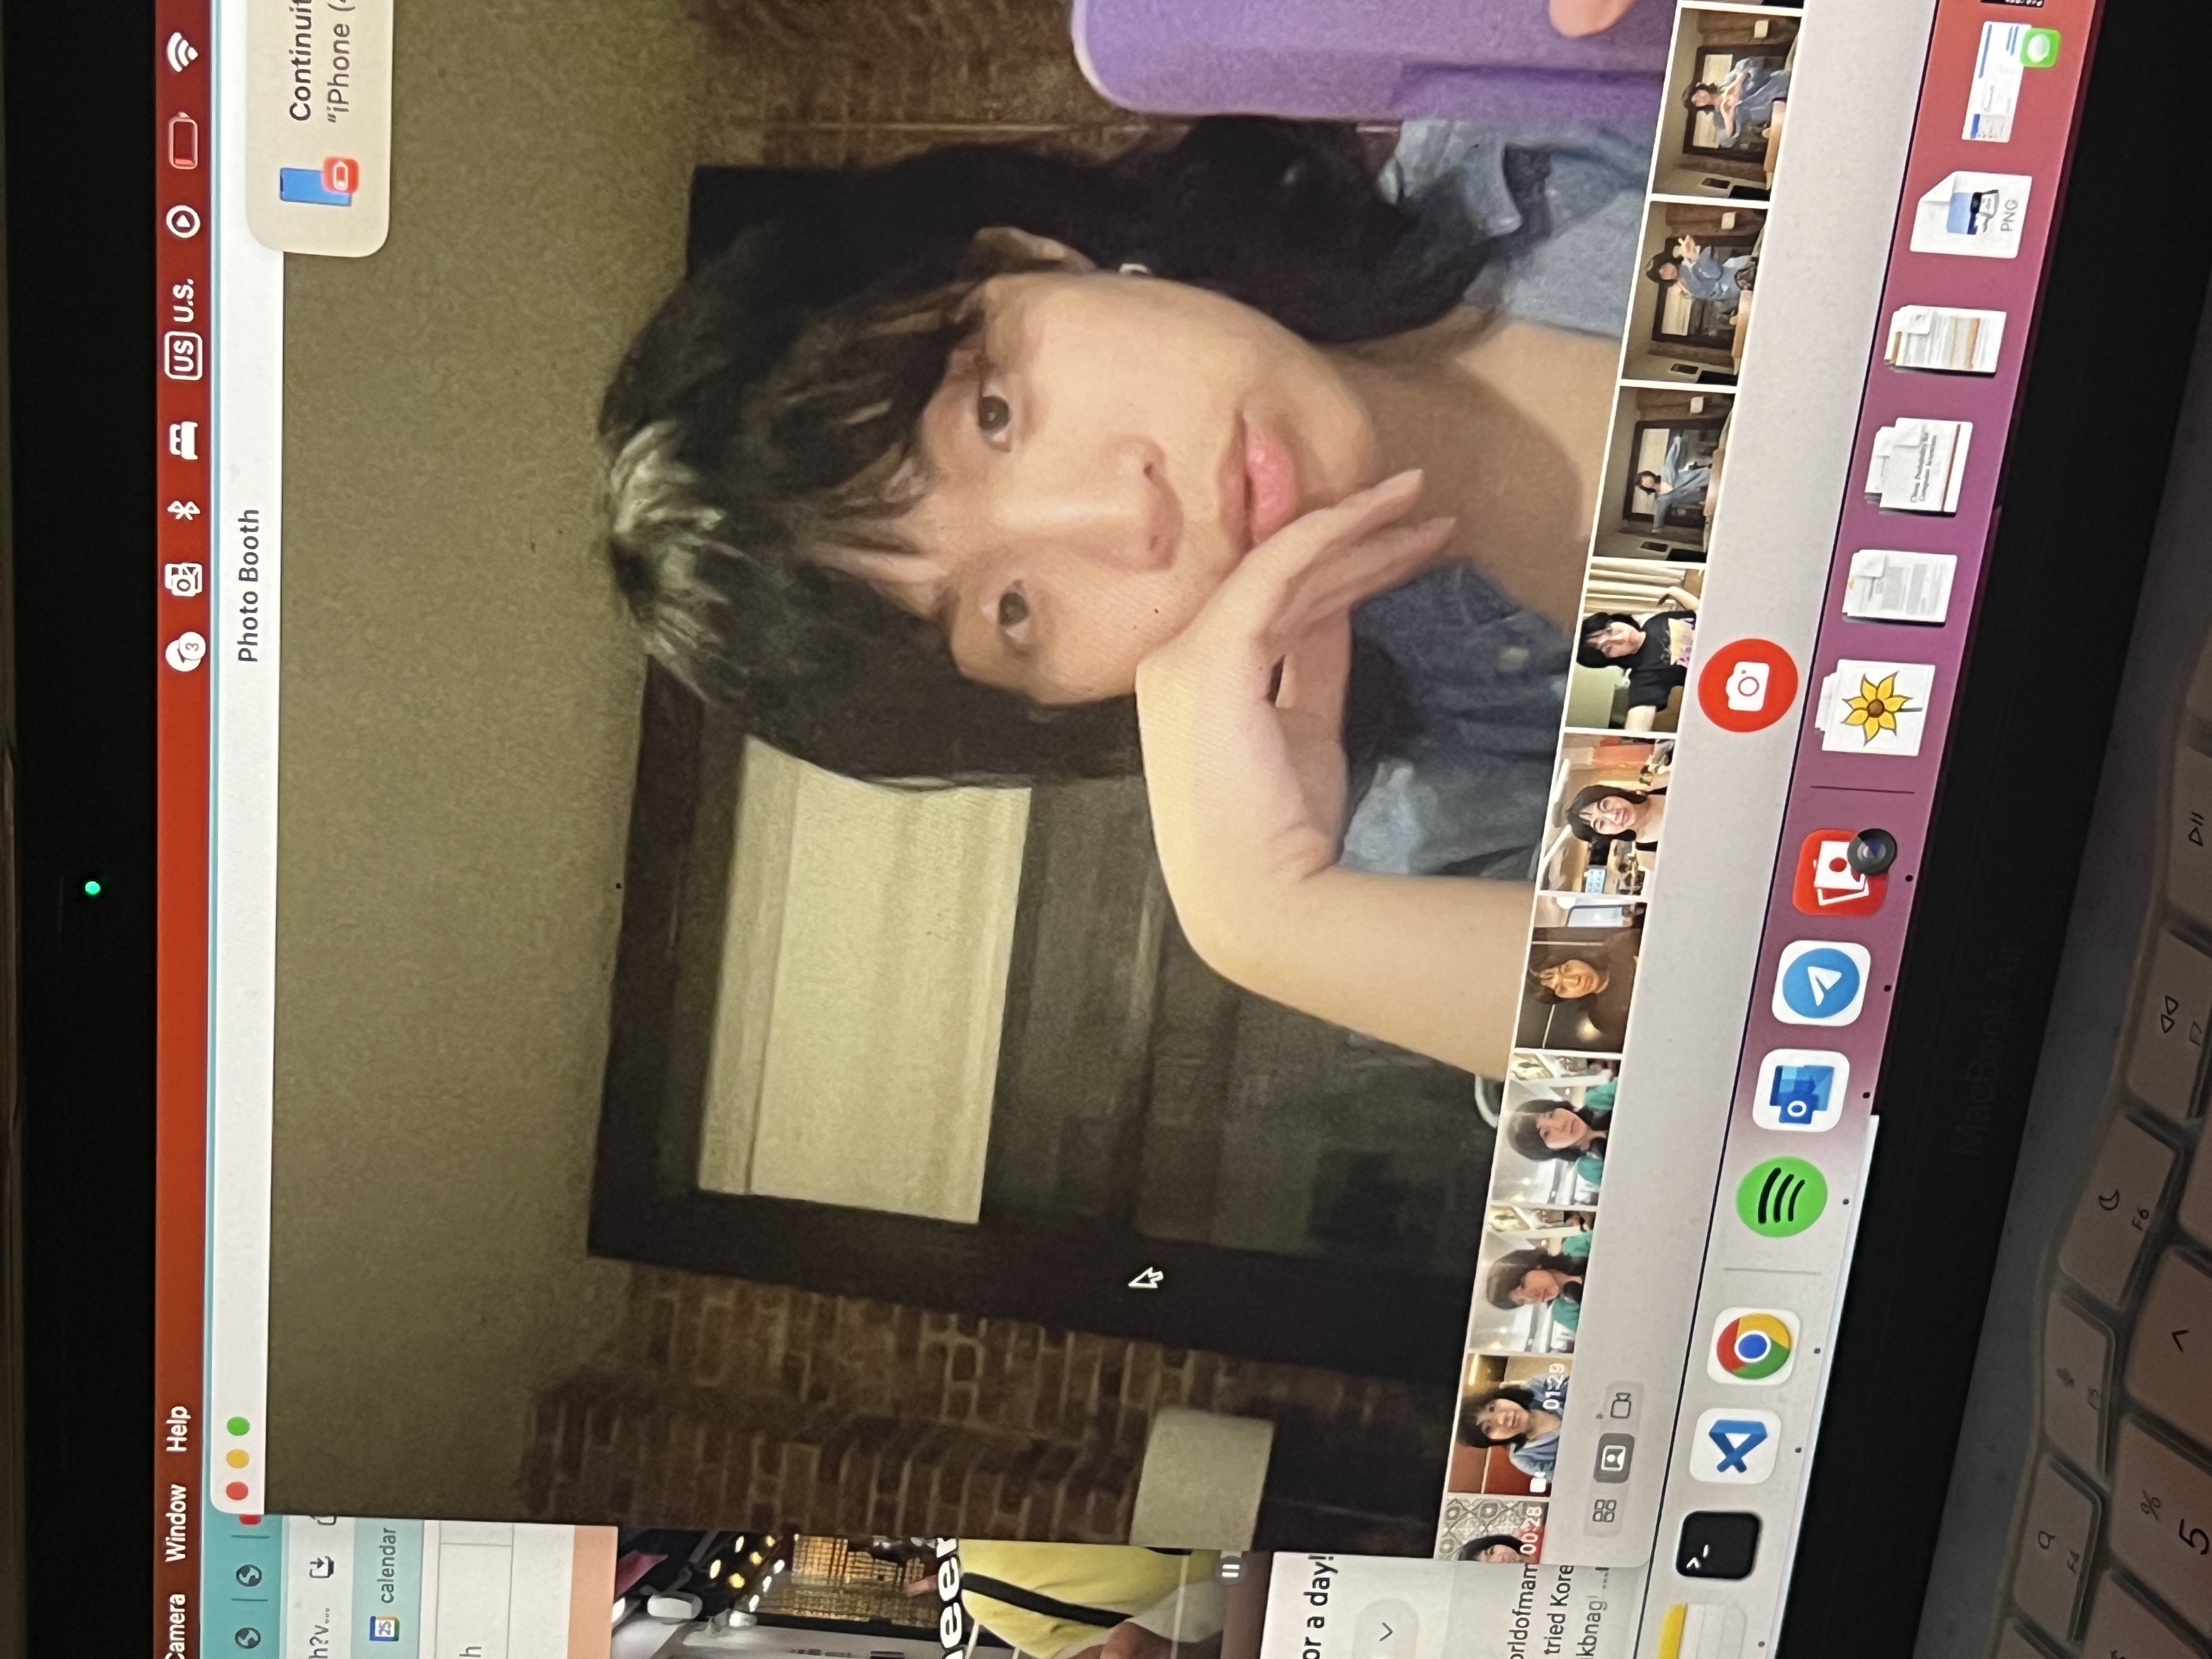 Camera Window Help
3
US U.S.
Photo Booth
Continuit
"iPhone (
h?v...
25 calendar
h
neer
or a day!
orldofmam
tried Kore
kbnag! ...
00:28
01:29
PNG
MacBook Air
F4
F5
F6
F7
%
5
^